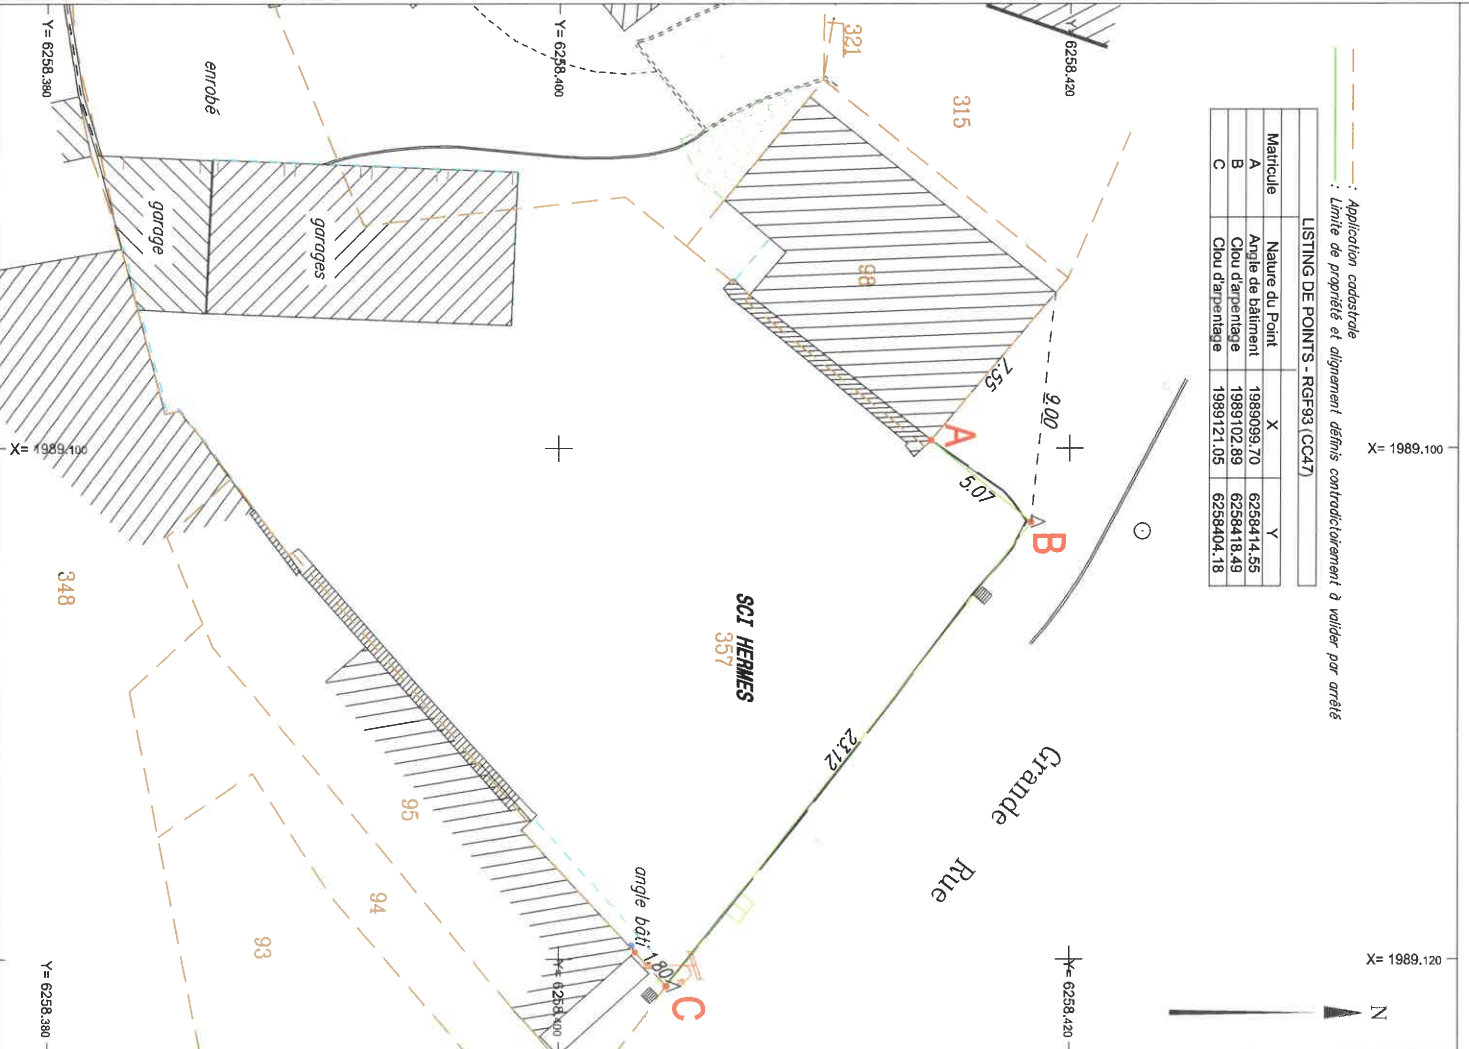 : Application cadastrale
: Limite de propriété et alignement définis contradictoirement à valider par arrêté
LISTING DE POINTS - RGF93 (CC47)
Matricule Nature du Point X Y
A Angle de bâtiment 1989099.70 6258414.55
B Clou d'arpentage 1989102.89 6258418.49
C Clou d'arpentage 1989121.05 6258404.18
X= 1989.100
X= 1989.120
N
Y= 6258.420
Y= 6258.420
315
321
9.00
7.55
98
A
5.07
B
Grande
Rue
SCI HERMES
357
23.12
C
1.80
angle bâti
Y= 6258.400
Y= 6258.400
garages
garage
enrobé
95
94
93
348
Y= 6258.380
Y= 6258.380
X= 1989.100